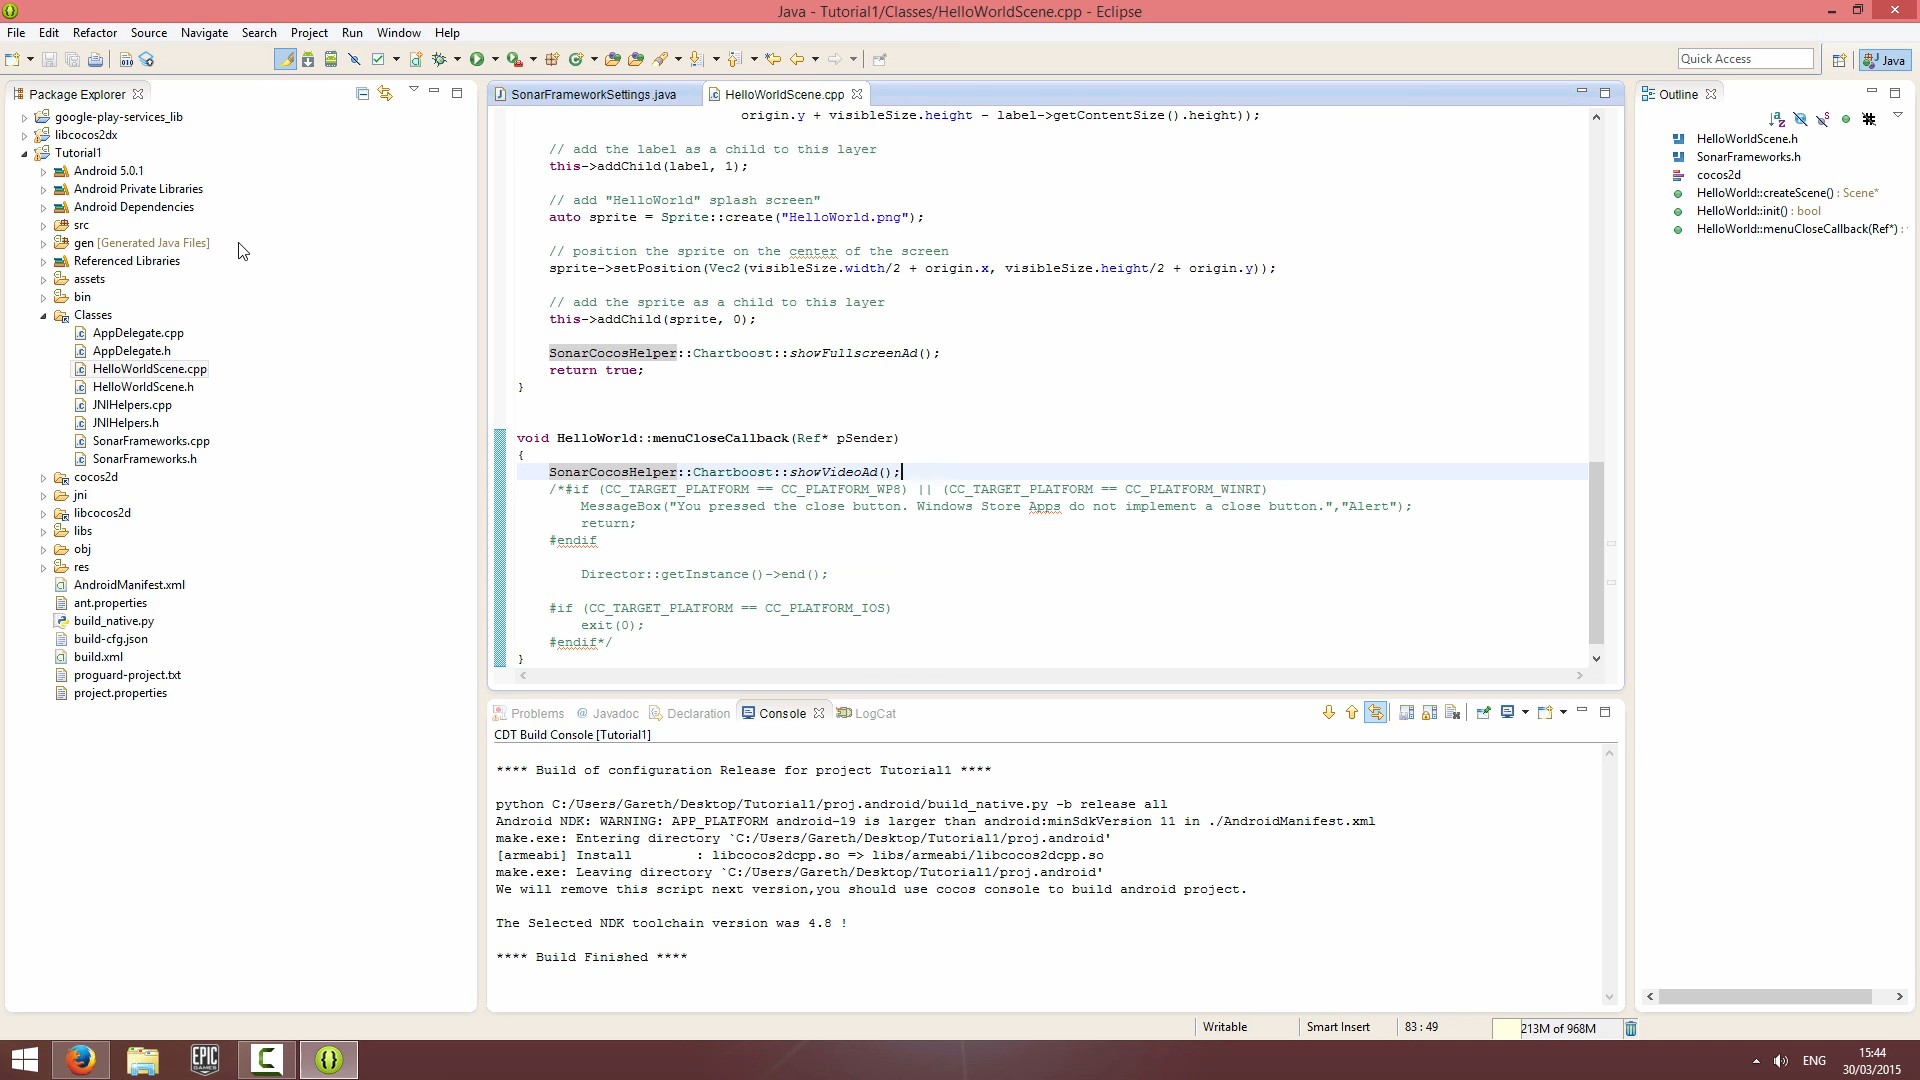 Java - Tutorial1/Classes/HelloWorldScene.cpp - Eclipse
File Edit Refactor Source Navigate Search Project Run Window Help
Quick Access
Java
Package Explorer
google-play-services_lib
libcocos2dx
Tutorial1
Android 5.0.1
Android Private Libraries
Android Dependencies
src
gen [Generated Java Files]
Referenced Libraries
assets
bin
Classes
AppDelegate.cpp
AppDelegate.h
HelloWorldScene.cpp
HelloWorldScene.h
JNIHelpers.cpp
JNIHelpers.h
SonarFrameworks.cpp
SonarFrameworks.h
cocos2d
jni
libcocos2d
libs
obj
res
AndroidManifest.xml
ant.properties
build_native.py
build-cfg.json
build.xml
proguard-project.txt
project.properties
SonarFrameworkSettings.java
HelloWorldScene.cpp
origin.y + visibleSize.height - label->getContentSize().height));
// add the label as a child to this layer
this->addChild(label, 1);
// add "HelloWorld" splash screen"
auto sprite = Sprite::create("HelloWorld.png");
// position the sprite on the center of the screen
sprite->setPosition(Vec2(visibleSize.width/2 + origin.x, visibleSize.height/2 + origin.y));
// add the sprite as a child to this layer
this->addChild(sprite, 0);
SonarCocosHelper::Chartboost::showFullscreenAd();
return true;
}
void HelloWorld::menuCloseCallback(Ref* pSender)
{
SonarCocosHelper::Chartboost::showVideoAd();
/*#if (CC_TARGET_PLATFORM == CC_PLATFORM_WP8) || (CC_TARGET_PLATFORM == CC_PLATFORM_WINRT)
MessageBox("You pressed the close button. Windows Store Apps do not implement a close button.","Alert");
return;
#endif
Director::getInstance()->end();
#if (CC_TARGET_PLATFORM == CC_PLATFORM_IOS)
exit(0);
#endif*/
}
Outline
HelloWorldScene.h
SonarFrameworks.h
cocos2d
HelloWorld::createScene() : Scene*
HelloWorld::init() : bool
HelloWorld::menuCloseCallback(Ref*) :
Problems @ Javadoc Declaration Console LogCat
CDT Build Console [Tutorial1]
**** Build of configuration Release for project Tutorial1 ****
python C:/Users/Gareth/Desktop/Tutorial1/proj.android/build_native.py -b release all
Android NDK: WARNING: APP_PLATFORM android-19 is larger than android:minSdkVersion 11 in ./AndroidManifest.xml
make.exe: Entering directory `C:/Users/Gareth/Desktop/Tutorial1/proj.android'
[armeabi] Install : libcocos2dcpp.so => libs/armeabi/libcocos2dcpp.so
make.exe: Leaving directory `C:/Users/Gareth/Desktop/Tutorial1/proj.android'
We will remove this script next version,you should use cocos console to build android project.
The Selected NDK toolchain version was 4.8 !
**** Build Finished ****
Writable Smart Insert 83 : 49 213M of 968M
EPIC GAMES
ENG
15:44
30/03/2015